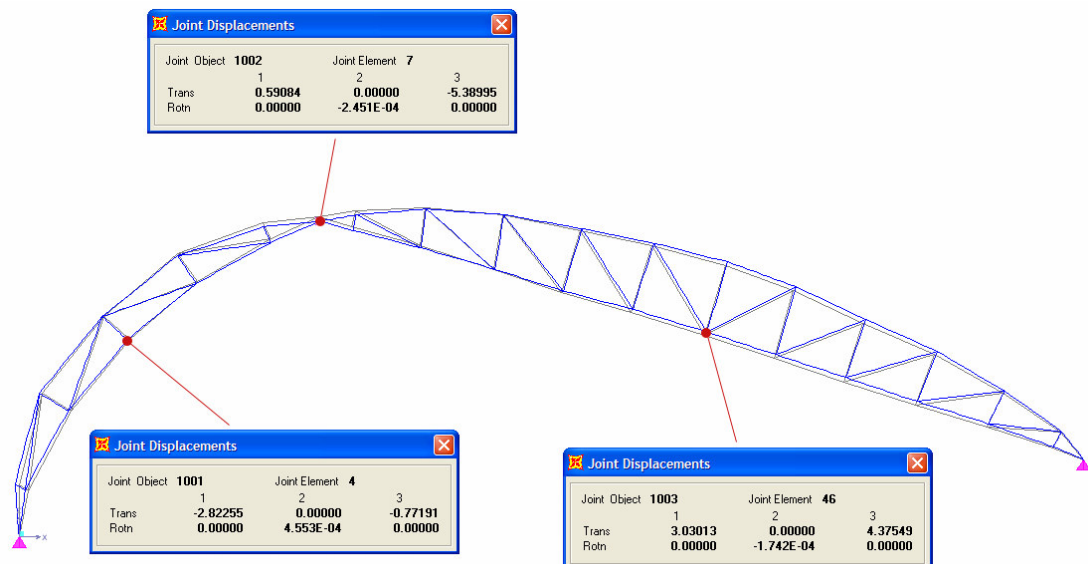 Joint Displacements
Joint Object 1002 Joint Element 7
1 2 3
Trans 0.59084 0.00000 -5.38995
Rotn 0.00000 -2.451E-04 0.00000
Joint Displacements
Joint Object 1001 Joint Element 4
1 2 3
Trans -2.82255 0.00000 -0.77191
Rotn 0.00000 4.553E-04 0.00000
Joint Displacements
Joint Object 1003 Joint Element 46
1 2 3
Trans 3.03013 0.00000 4.37549
Rotn 0.00000 -1.742E-04 0.00000
x